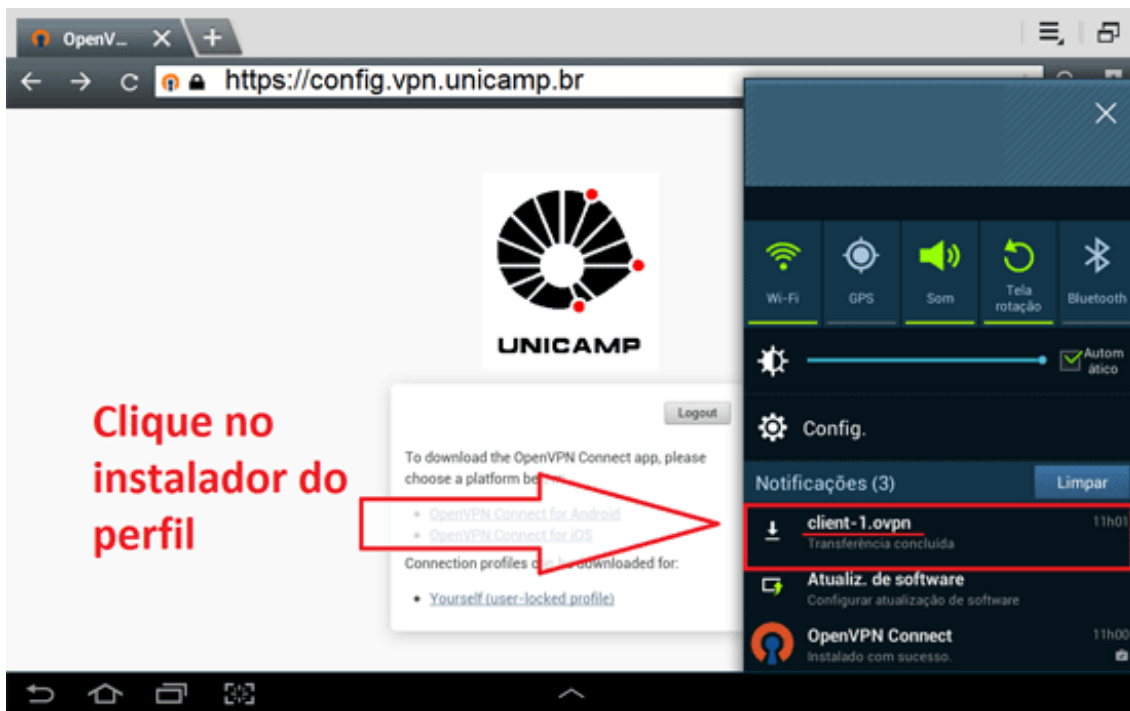 OpenV...
https://config.vpn.unicamp.br
UNICAMP
Clique no
instalador do
perfil
Logout
To download the OpenVPN Connect app, please
choose a platform
OpenVPN Connect for Android
OpenVPN Connect for iOS
Connection profiles can be downloaded for:
Yourself (user-locked profile)
Wi-Fi
GPS
Som
Tela
rotação
Bluetooth
Autom
ático
Config.
Notificações (3)
Limpar
client-1.ovpn
11h01
Transferência concluída
Atualiz. de software
Configurar atualização de software
OpenVPN Connect
11h00
Instalado com sucesso.